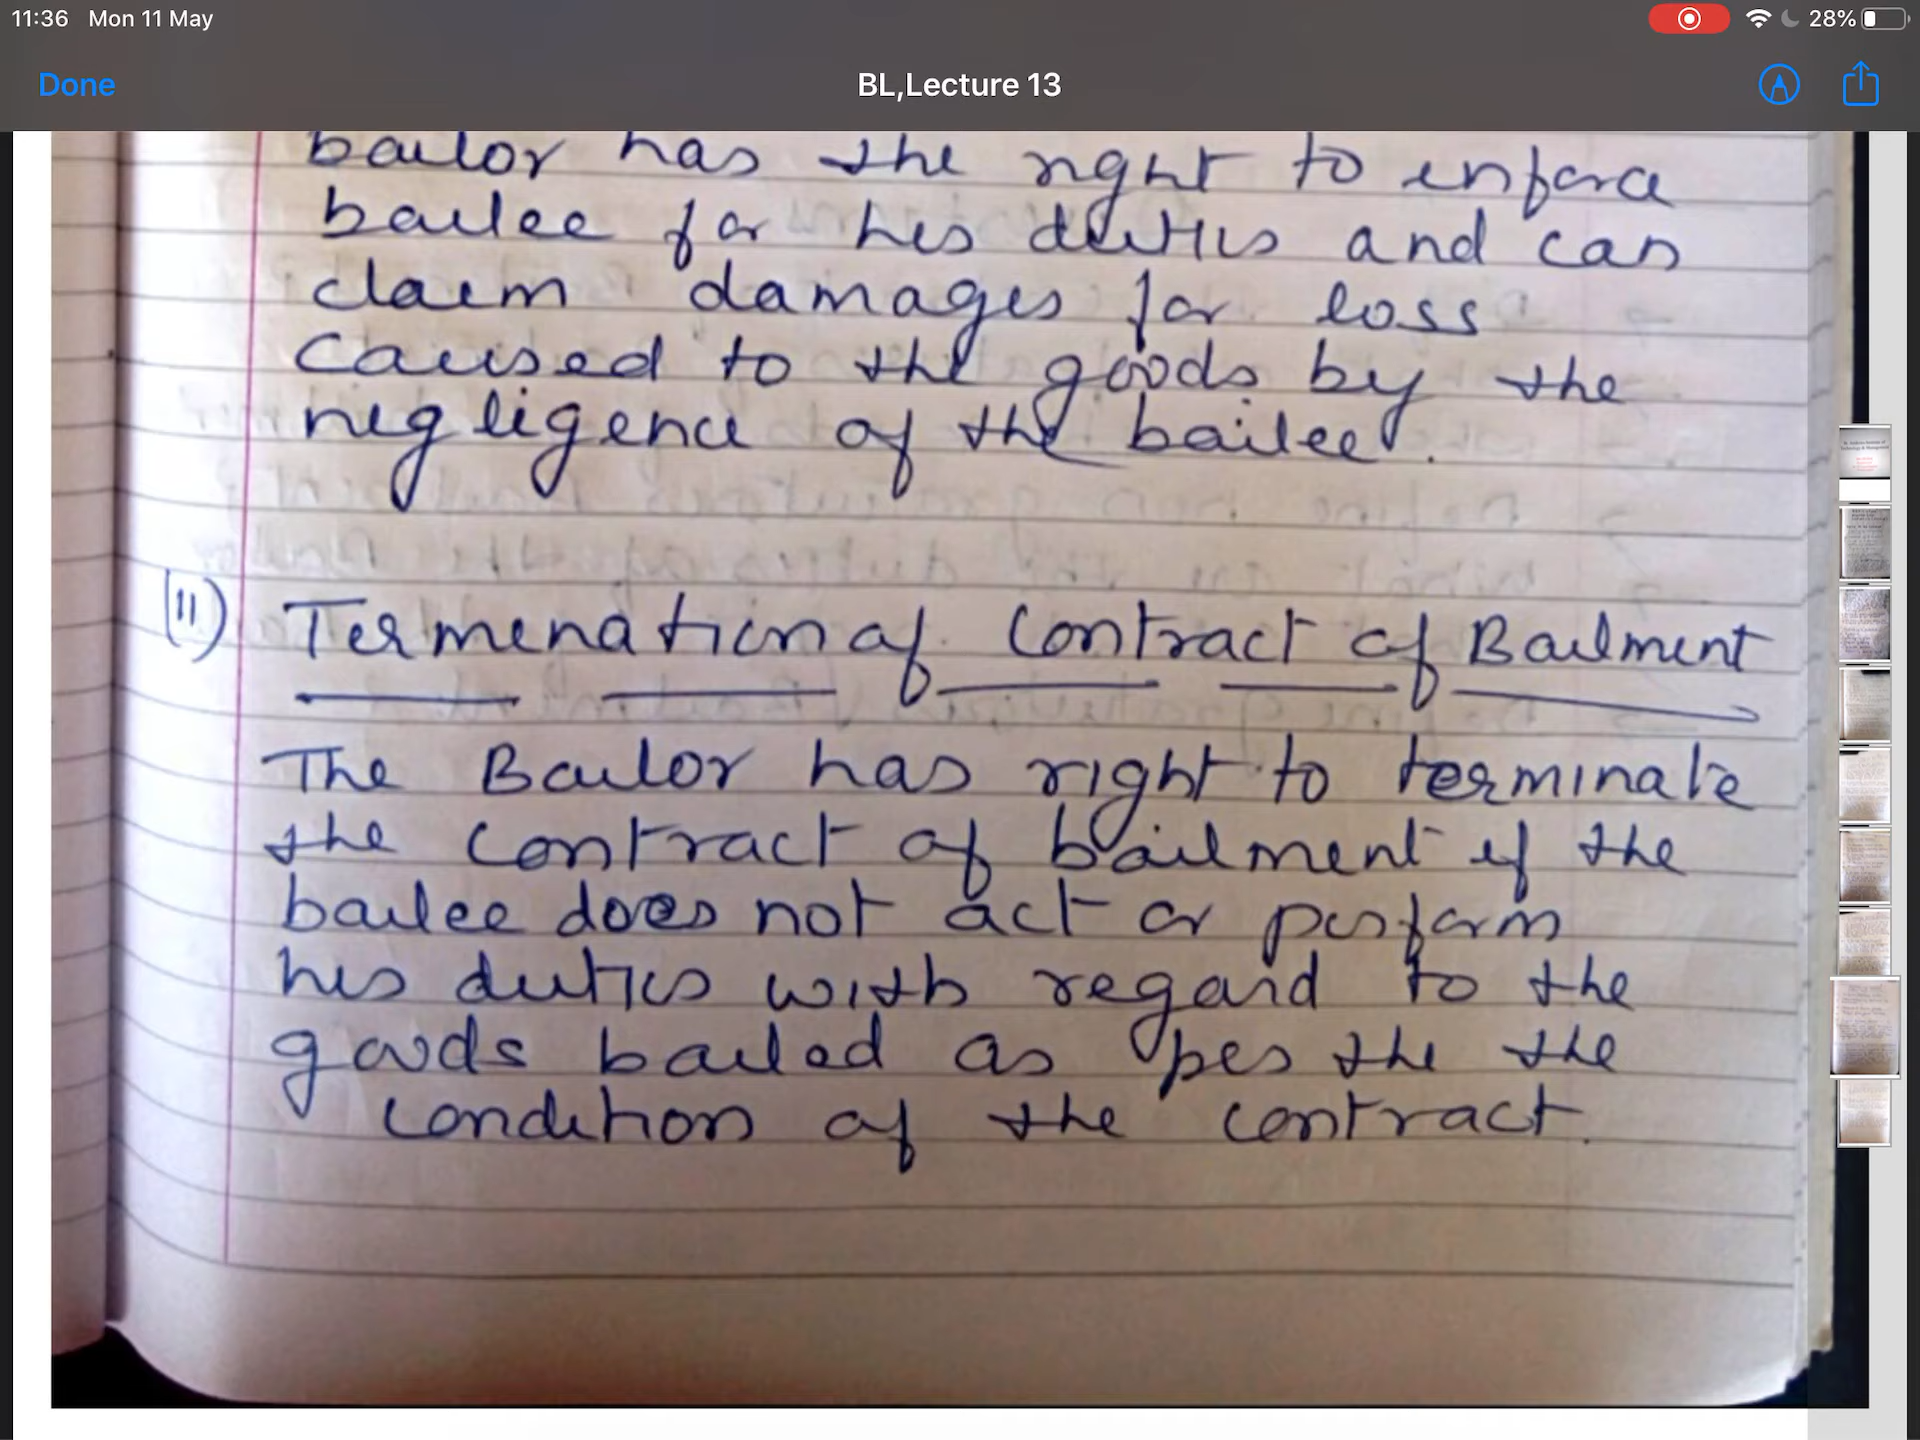 11:36 Mon 11 May
28%
Done
BL,Lecture 13
bailor has the right to enforce
bailee for his duties and can
claim damages for loss
caused to the goods by the
negligence of the bailee.
(11) Termination of Contract of Bailment
The Bailor has right to terminate
the contract of bailment if the
bailee does not act or perform
his duties with regard to the
goods bailed as per the the
condition of the contract.